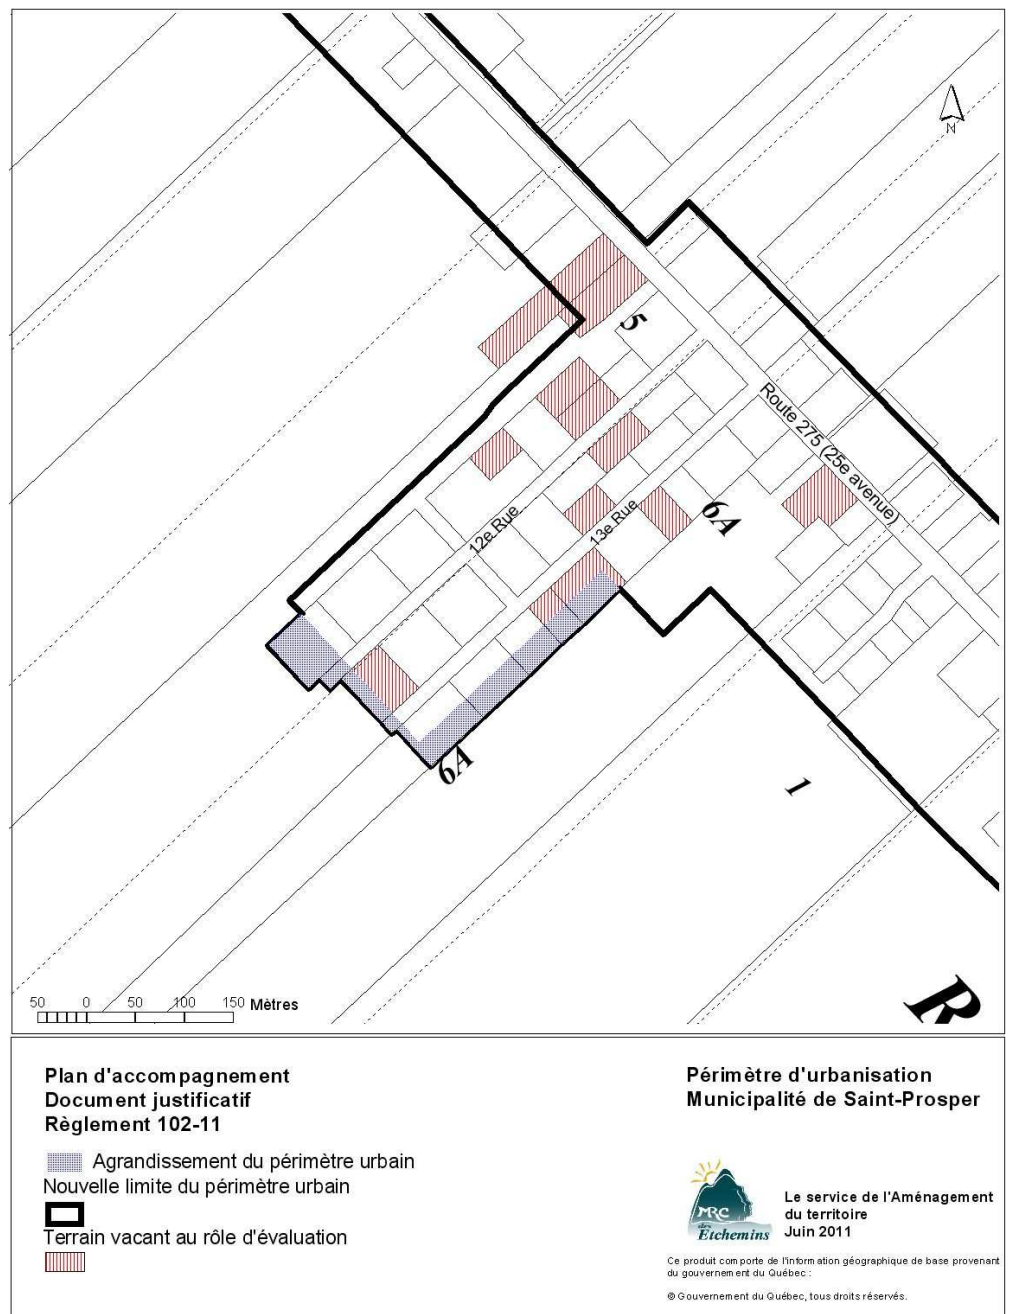 N
5
Route 275 (25e avenue)
12e Rue
13e Rue
6A
6A
1
R
50 0 50 100 150 Mètres
Plan d'accompagnement
Document justificatif
Règlement 102-11
Agrandissement du périmètre urbain
Nouvelle limite du périmètre urbain
Terrain vacant au rôle d'évaluation
Périmètre d'urbanisation
Municipalité de Saint-Prosper
MRC
des
Etchemins
Le service de l'Aménagement
du territoire
Juin 2011
Ce produit comporte de l'information géographique de base provenant
du gouvernement du Québec :
© Gouvernement du Québec, tous droits réservés.